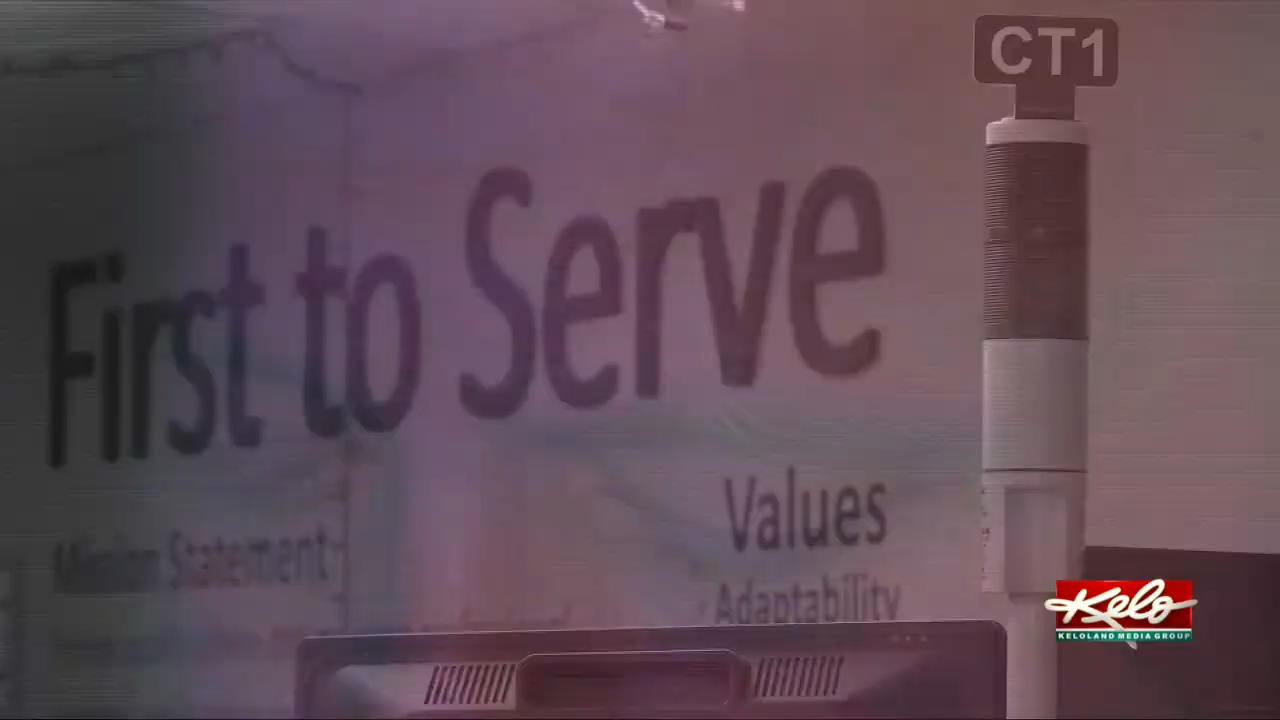 CT1
First to Serve
Mission Statement
Values
Adaptability
Kelo
KELOLAND MEDIA GROUP